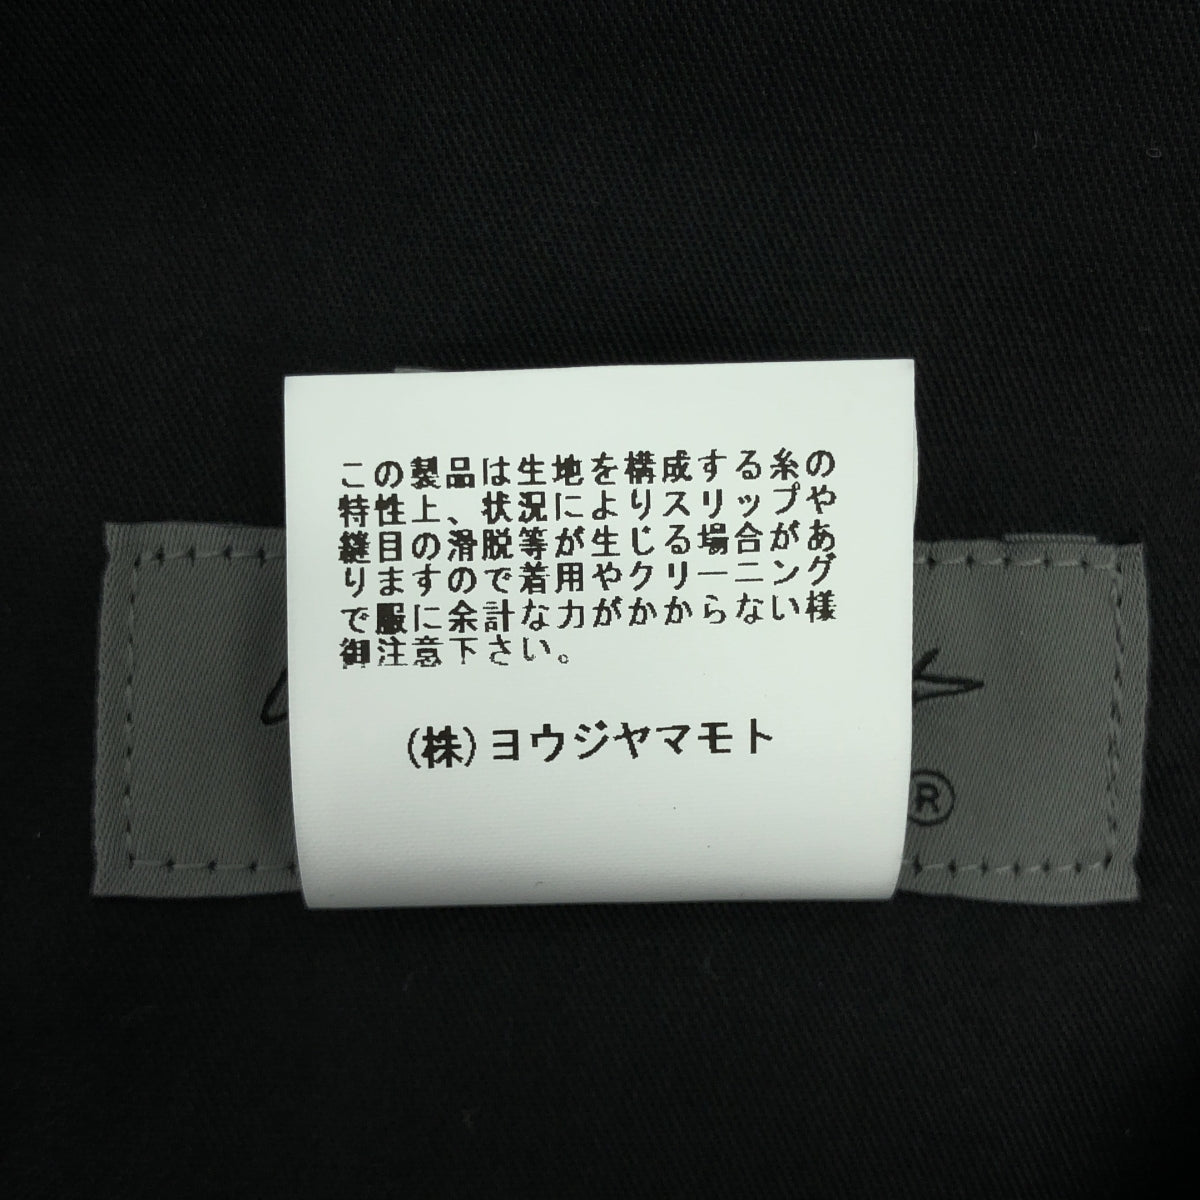 この製品は生地を構成する糸の
特性上、状況によりスリップや
縫目の滑脱等が生じる場合があ
りますので着用やクリーニング
で服に余計な力がかからない様
御注意下さい。
(株)ヨウジヤマモト
®